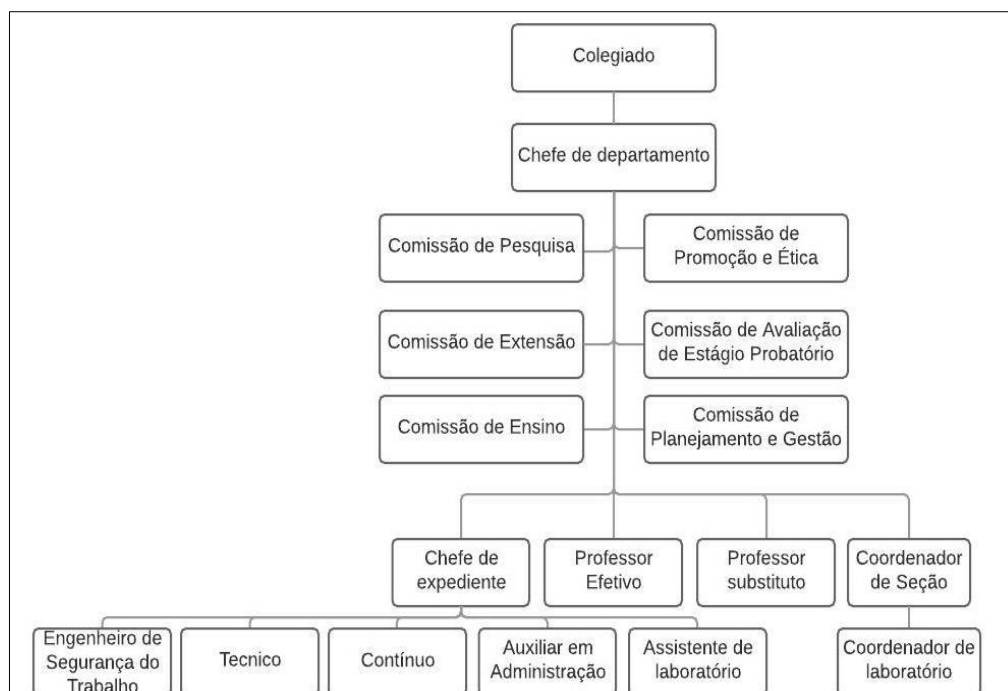 Colegiado
Chefe de departamento
Comissão de Pesquisa
Comissão de
Promoção e Ética
Comissão de Extensão
Comissão de Avaliação
de Estágio Probatório
Comissão de Ensino
Comissão de
Planejamento e Gestão
Chefe de
expediente
Professor
Efetivo
Professor
substituto
Coordenador
de Seção
Engenheiro de
Segurança do
Trabalho
Tecnico
Contínuo
Auxiliar em
Administração
Assistente de
laboratório
Coordenador de
laboratório